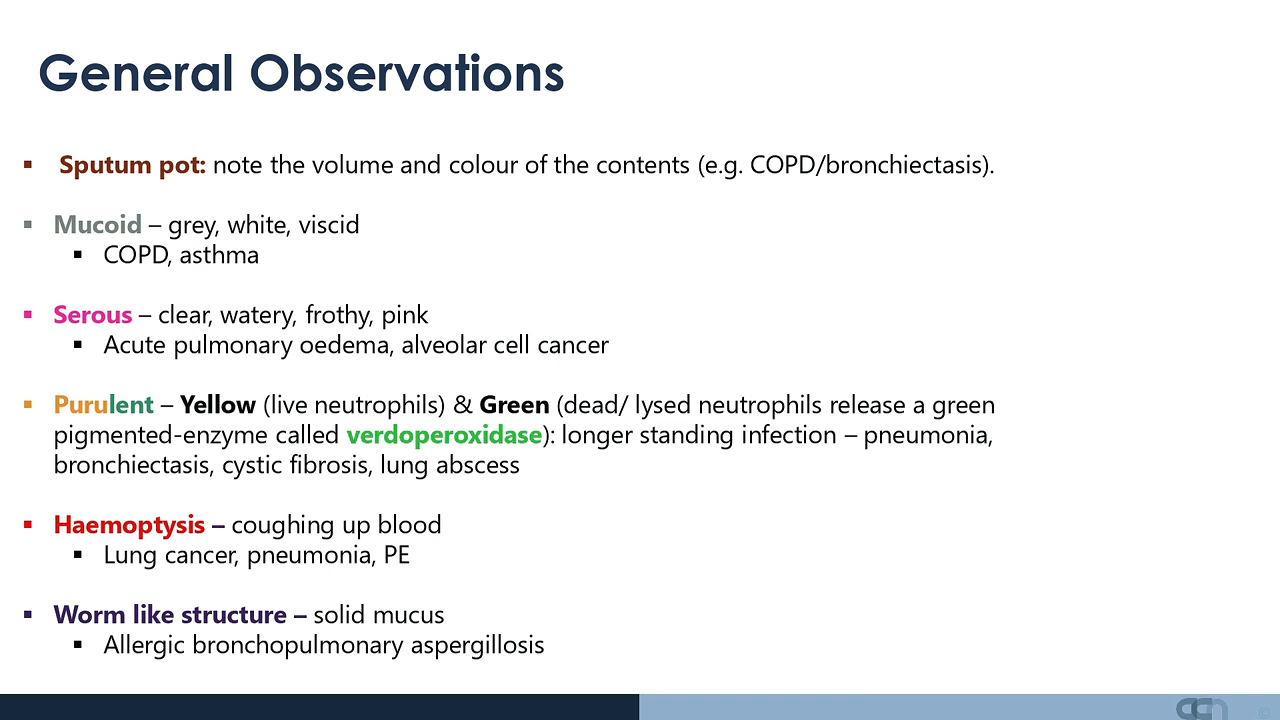 General Observations
▪ Sputum pot: note the volume and colour of the contents (e.g. COPD/bronchiectasis).
▪ Mucoid – grey, white, viscid
▪ COPD, asthma
▪ Serous – clear, watery, frothy, pink
▪ Acute pulmonary oedema, alveolar cell cancer
▪ Purulent – Yellow (live neutrophils) & Green (dead/ lysed neutrophils release a green
pigmented-enzyme called verdoperoxidase): longer standing infection – pneumonia,
bronchiectasis, cystic fibrosis, lung abscess
▪ Haemoptysis – coughing up blood
▪ Lung cancer, pneumonia, PE
▪ Worm like structure – solid mucus
▪ Allergic bronchopulmonary aspergillosis